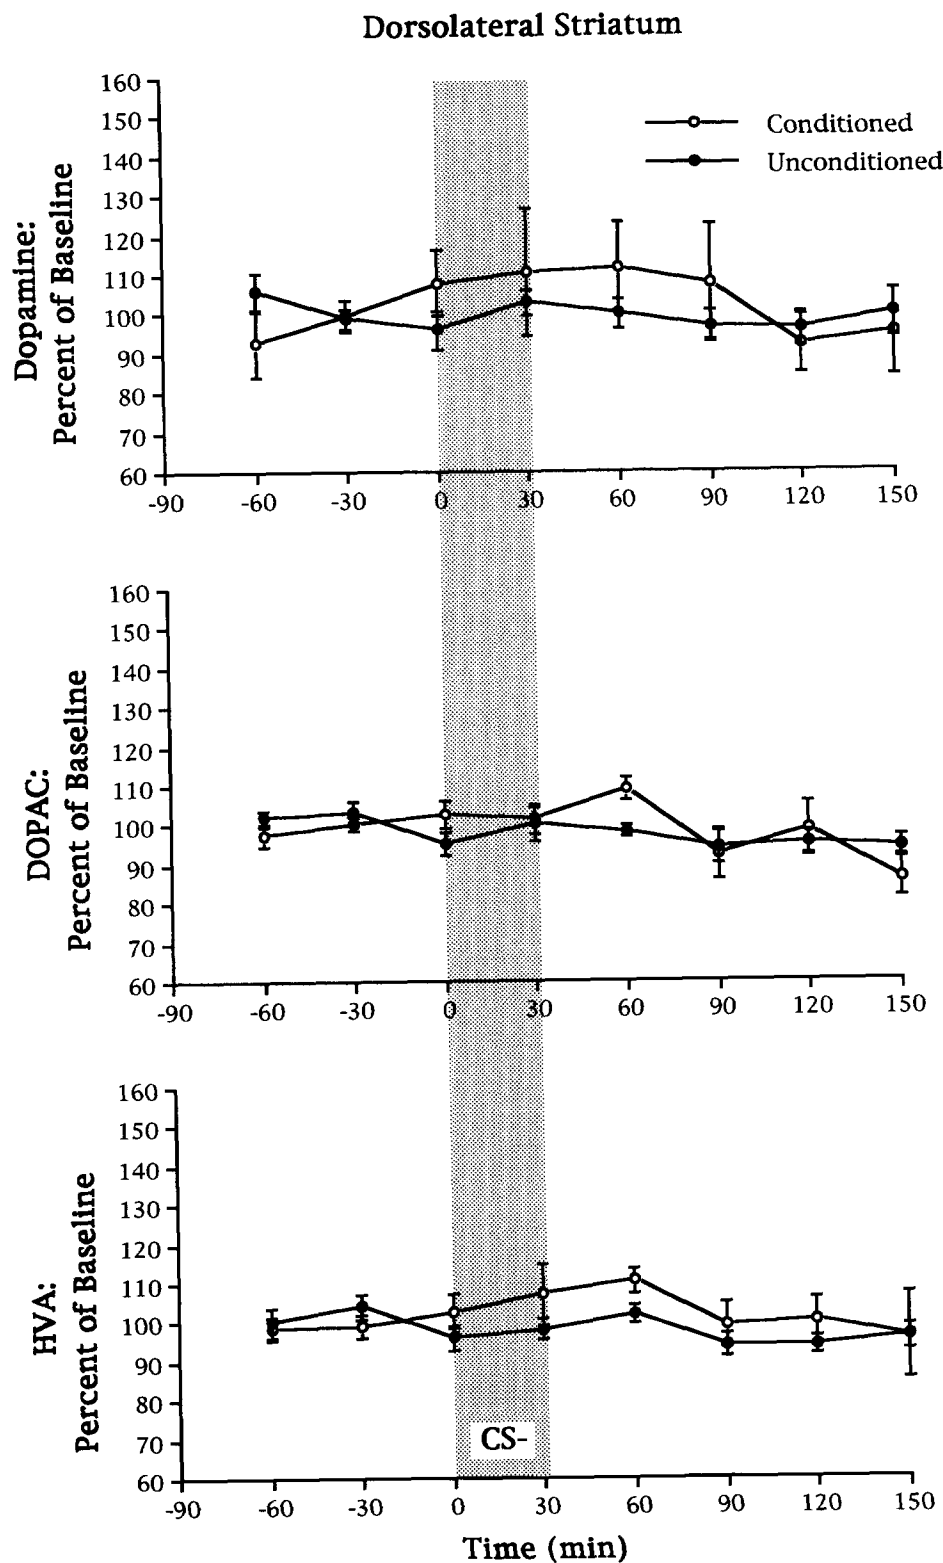 Dorsolateral Striatum
Dopamine:
Percent of Baseline
160
150
140
130
120
110
100
90
80
70
60
Conditioned
Unconditioned
-90 -60 -30 0 30 60 90 120 150
DOPAC:
Percent of Baseline
160
150
140
130
120
110
100
90
80
70
60
-90 -60 -30 0 30 60 90 120 150
HVA:
Percent of Baseline
160
150
140
130
120
110
100
90
80
70
60
CS-
-90 -60 -30 0 30 60 90 120 150
Time (min)